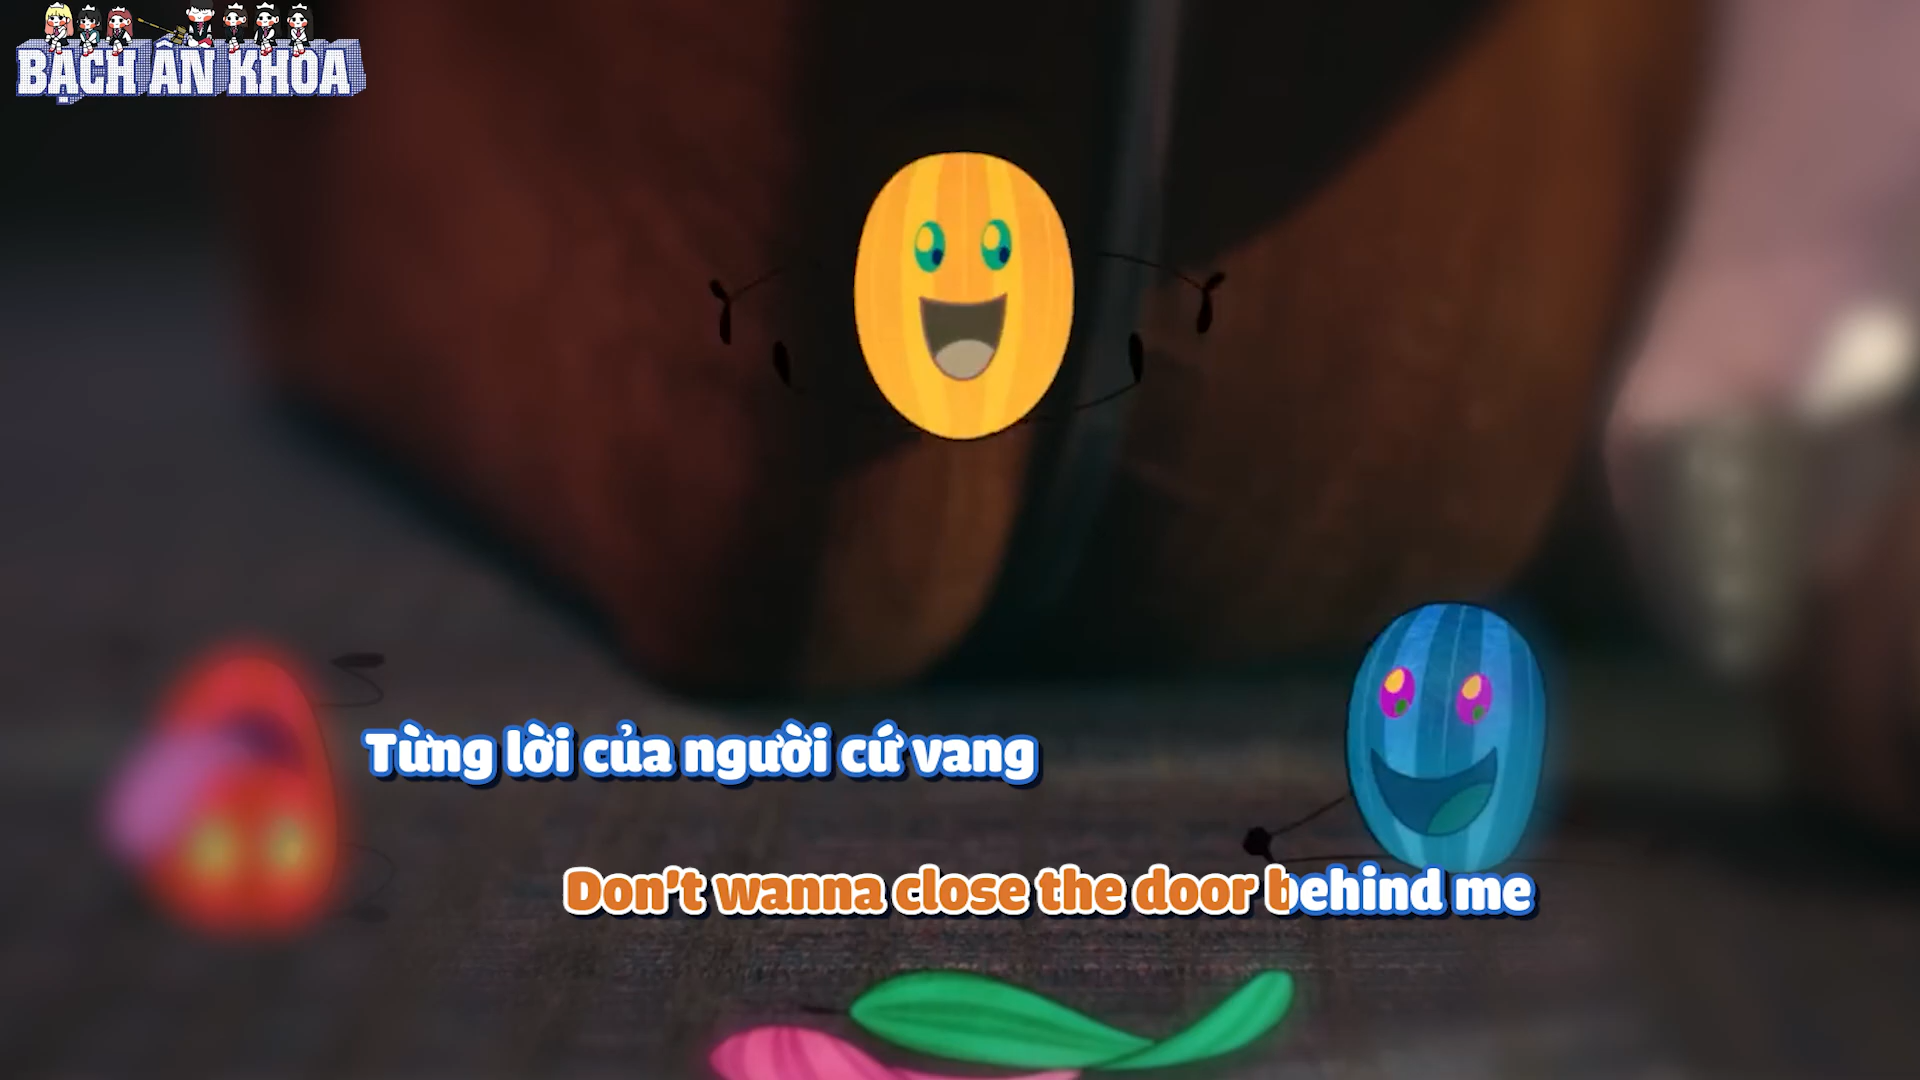 BẠCH ÂN KHOA
Từng lời của người cứ vang
Don't wanna close the door behind me